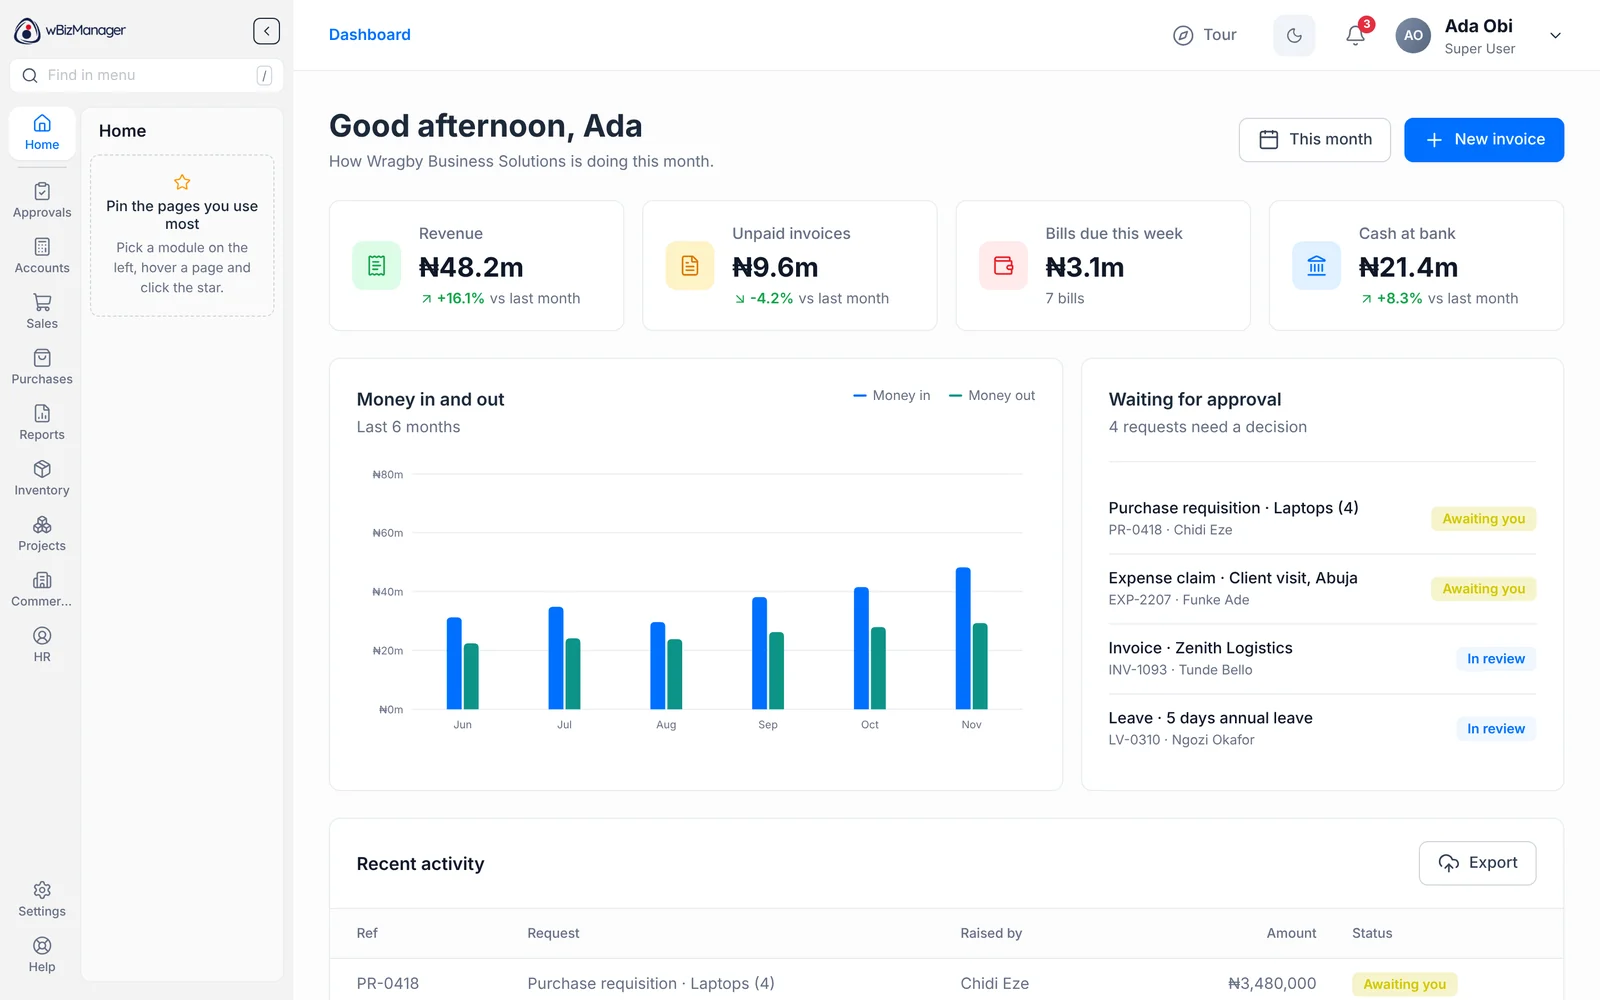 wBizManager
Find in menu
/
Home
Approvals
Accounts
Sales
Purchases
Reports
Inventory
Projects
Commer...
HR
Settings
Help
Home
Pin the pages you use
most
Pick a module on the
left, hover a page and
click the star.
Dashboard
Tour
3
AO
Ada Obi
Super User
Good afternoon, Ada
How Wragby Business Solutions is doing this month.
This month
New invoice
Revenue
₦48.2m
+16.1% vs last month
Unpaid invoices
₦9.6m
-4.2% vs last month
Bills due this week
₦3.1m
7 bills
Cash at bank
₦21.4m
+8.3% vs last month
Money in and out
Last 6 months
Money in
Money out
₦80m
₦60m
₦40m
₦20m
₦0m
Jun
Jul
Aug
Sep
Oct
Nov
Waiting for approval
4 requests need a decision
Purchase requisition · Laptops (4)
PR-0418 · Chidi Eze
Awaiting you
Expense claim · Client visit, Abuja
EXP-2207 · Funke Ade
Awaiting you
Invoice · Zenith Logistics
INV-1093 · Tunde Bello
In review
Leave · 5 days annual leave
LV-0310 · Ngozi Okafor
In review
Recent activity
Export
Ref Request Raised by Amount Status
PR-0418 Purchase requisition · Laptops (4) Chidi Eze ₦3,480,000 Awaiting you